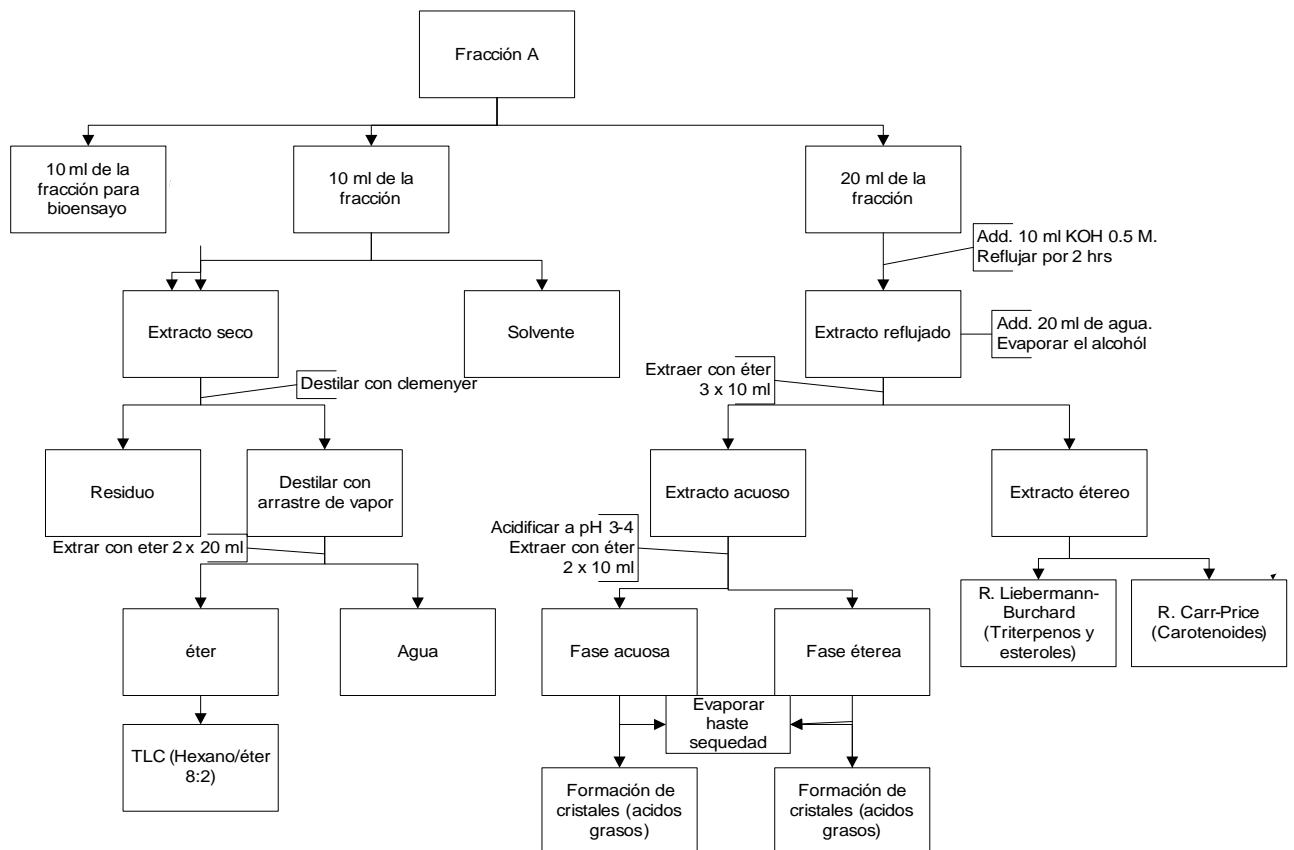 Fracción A
10 ml de la
fracción para
bioensayo
10 ml de la
fracción
20 ml de la
fracción
Add. 10 ml KOH 0.5 M.
Reflujar por 2 hrs
Extracto seco
Solvente
Extracto reflujado
Add. 20 ml de agua.
Evaporar el alcohól
Destilar con clemenyer
Extraer con éter
3 x 10 ml
Residuo
Destilar con
arrastre de vapor
Extracto acuoso
Extracto étereo
Extrar con eter 2 x 20 ml
Acidificar a pH 3-4
Extraer con éter
2 x 10 ml
éter
Agua
Fase acuosa
Fase éterea
R. Liebermann-
Burchard
(Triterpenos y
esteroles)
R. Carr-Price
(Carotenoides)
Evaporar
haste
sequedad
TLC (Hexano/éter
8:2)
Formación de
cristales (acidos
grasos)
Formación de
cristales (acidos
grasos)